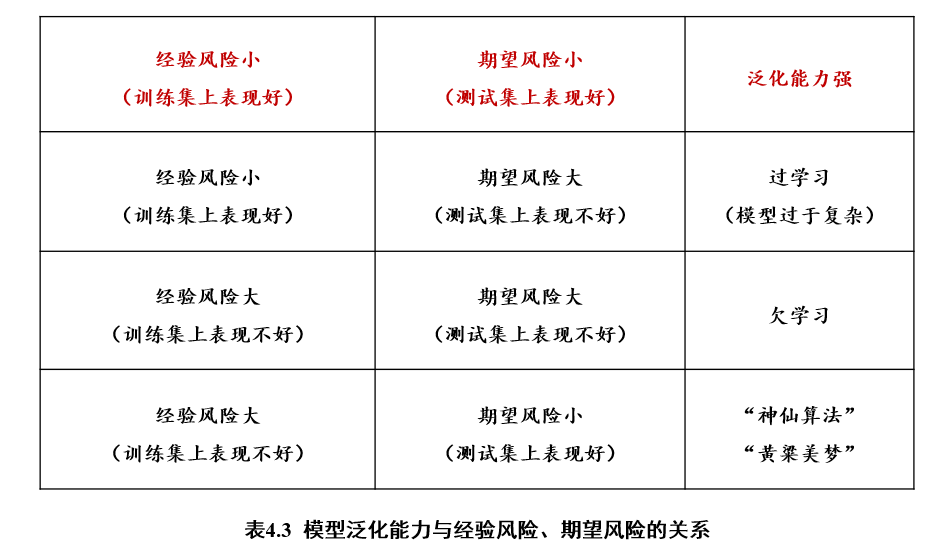 经验风险小
（训练集上表现好）
期望风险小
（测试集上表现好）
泛化能力强
经验风险小
（训练集上表现好）
期望风险大
（测试集上表现不好）
过学习
（模型过于复杂）
经验风险大
（训练集上表现不好）
期望风险大
（测试集上表现不好）
欠学习
经验风险大
（训练集上表现不好）
期望风险小
（测试集上表现好）
“神仙算法”
“黄粱美梦”
表4.3 模型泛化能力与经验风险、期望风险的关系